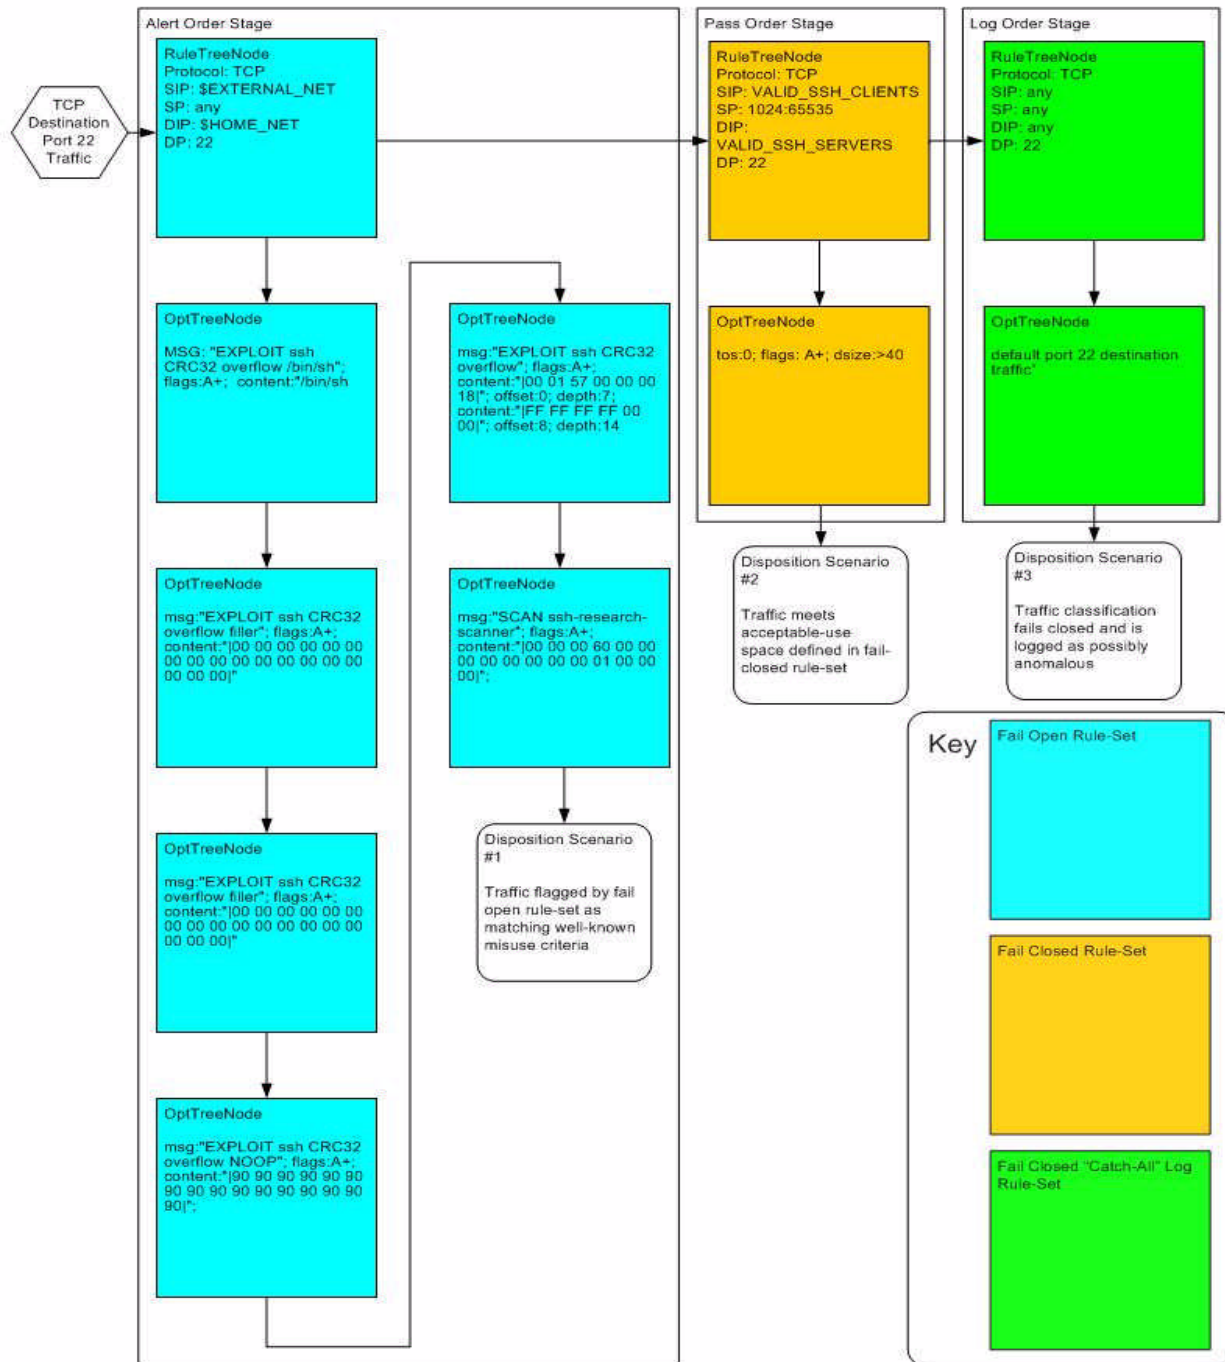 Alert Order Stage
TCP
Destination
Port 22
Traffic
RuleTreeNode
Protocol: TCP
SIP: $EXTERNAL_NET
SP: any
DIP: $HOME_NET
DP: 22
OptTreeNode
MSG: "EXPLOIT ssh
CRC32 overflow /bin/sh";
flags:A+;  content:"/bin/sh
OptTreeNode
msg:"EXPLOIT ssh CRC32
overflow filler"; flags:A+;
content:"|00 00 00 00 00 00
00 00 00 00 00 00 00 00 00
00 00 00|"
OptTreeNode
msg:"EXPLOIT ssh CRC32
overflow filler"; flags:A+;
content:"|00 00 00 00 00 00
00 00 00 00 00 00 00 00 00
00 00 00|"
OptTreeNode
msg:"EXPLOIT ssh CRC32
overflow NOOP"; flags:A+;
content:"|90 90 90 90 90 90
90 90 90 90 90 90 90 90 90
90|";
OptTreeNode
msg:"EXPLOIT ssh CRC32
overflow"; flags:A+;
content:"|00 01 57 00 00 00
18|"; offset:0; depth:7;
content:"|FF FF FF FF 00
00|"; offset:8; depth:14
OptTreeNode
msg:"SCAN ssh-research-
scanner"; flags:A+;
content:"|00 00 00 60 00 00
00 00 00 00 00 00 01 00 00
00|";
Disposition Scenario
#1
Traffic flagged by fail
open rule-set as
matching well-known
misuse criteria
Pass Order Stage
RuleTreeNode
Protocol: TCP
SIP: VALID_SSH_CLIENTS
SP: 1024:65535
DIP:
VALID_SSH_SERVERS
DP: 22
OptTreeNode
tos:0; flags: A+; dsize:>40
Disposition Scenario
#2
Traffic meets
acceptable-use
space defined in fail-
closed rule-set
Log Order Stage
RuleTreeNode
Protocol: TCP
SIP: any
SP: any
DIP: any
DP: 22
OptTreeNode
default port 22 destination
traffic"
Disposition Scenario
#3
Traffic classification
fails closed and is
logged as possibly
anomalous
Key
Fail Open Rule-Set
Fail Closed Rule-Set
Fail Closed "Catch-All" Log
Rule-Set